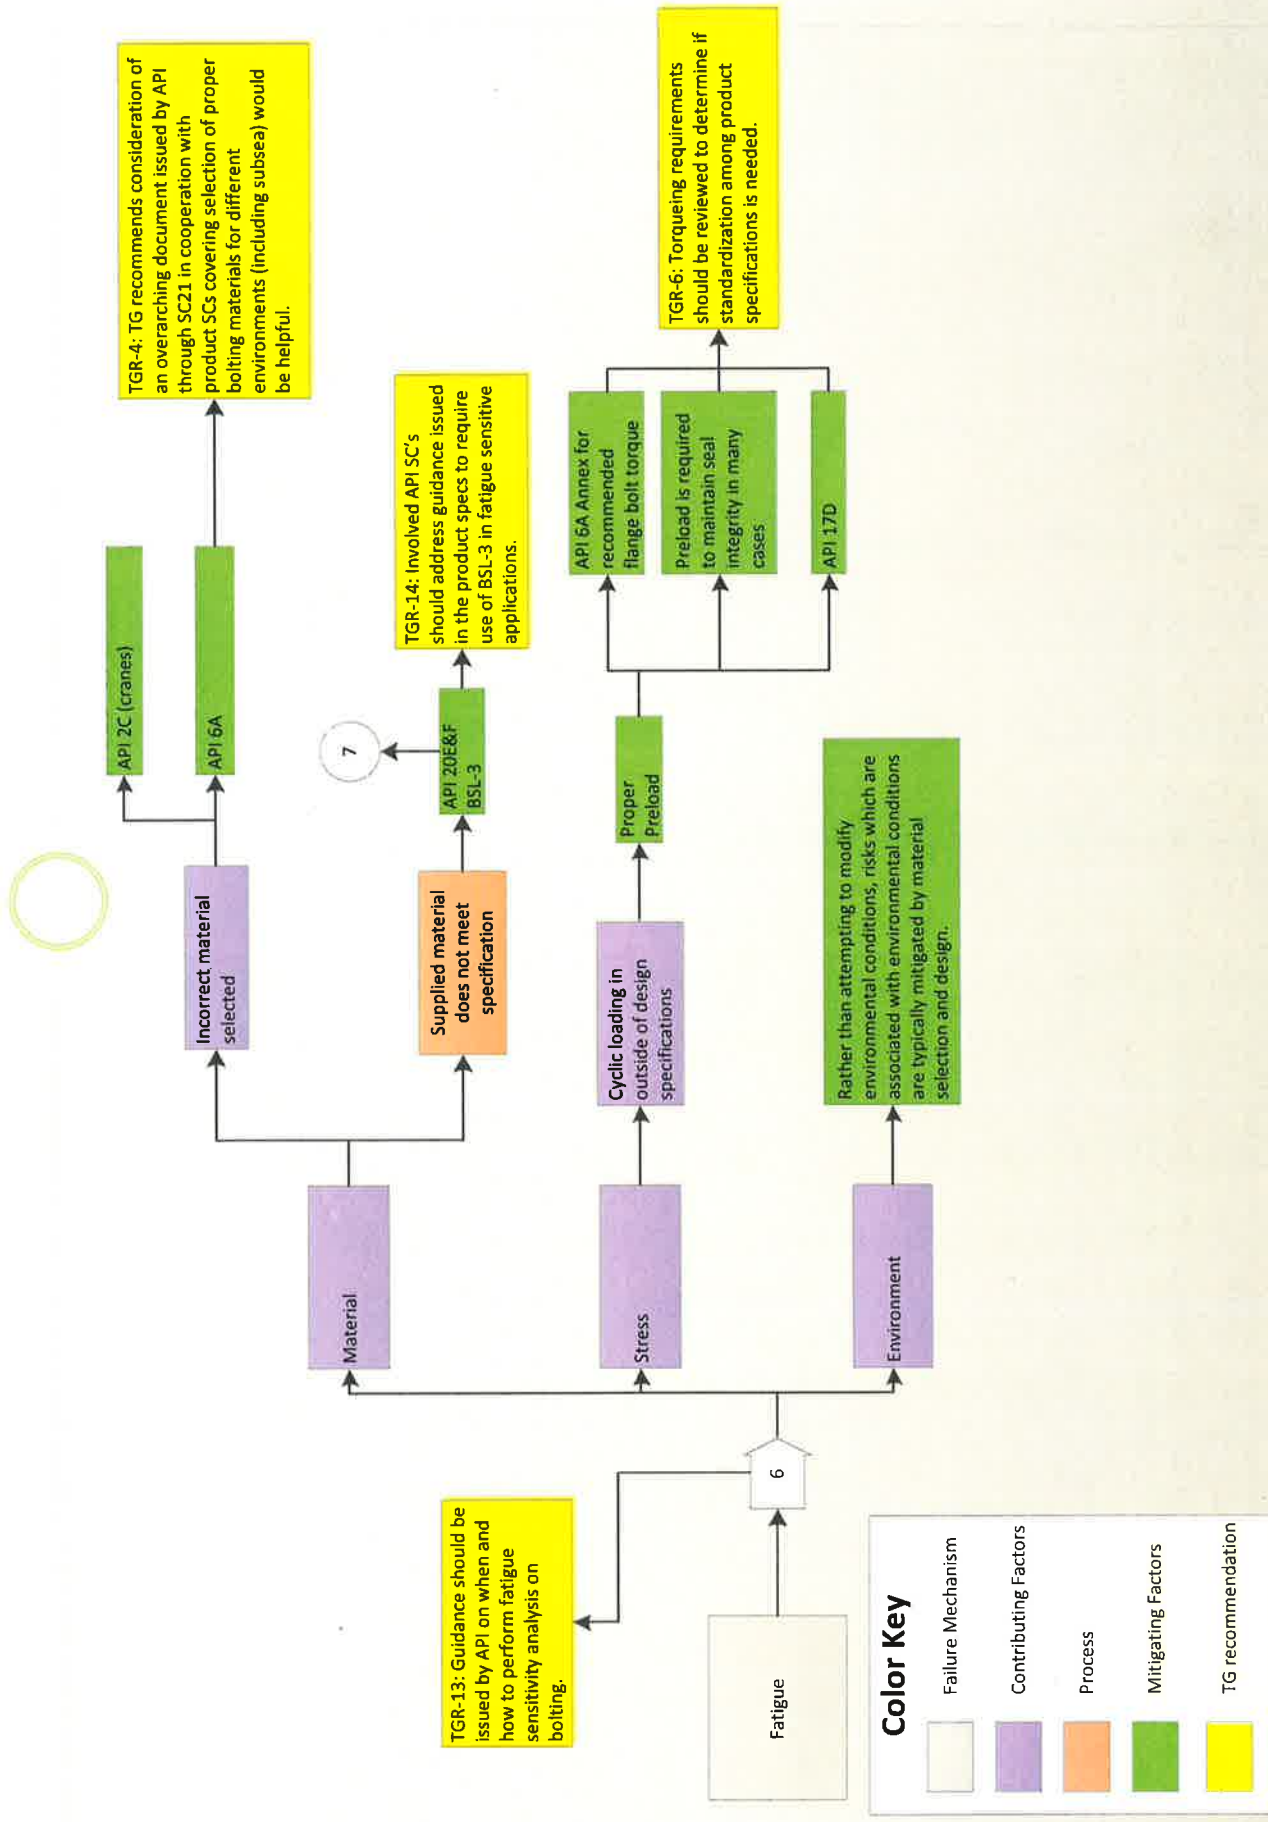 TGR-4: TG recommends consideration of
an overarching document issued by API
through SC21 in cooperation with
product SCs covering selection of proper
bolting materials for different
environments (including subsea) would
be helpful.
API 2C (cranes)
API 6A
Incorrect material
selected
Material
TGR-14: Involved API SC's
should address guidance issued
in the product specs to require
use of BSL-3 in fatigue sensitive
applications.
7
API 20E&F
BSL-3
Supplied material
does not meet
specification
TGR-13: Guidance should be
issued by API on when and
how to perform fatigue
sensitivity analysis on
bolting.
TGR-6: Torqueing requirements
should be reviewed to determine if
standardization among product
specifications is needed.
API 6A Annex for
recommended
flange bolt torque
Preload is required
to maintain seal
integrity in many
cases
API 17D
Proper
Preload
Cyclic loading in
outside of design
specifications
Stress
6
Fatigue
Rather than attempting to modify
environmental conditions, risks which are
associated with environmental conditions
are typically mitigated by material
selection and design.
Environment
Color Key
Failure Mechanism
Contributing Factors
Process
Mitigating Factors
TG recommendation